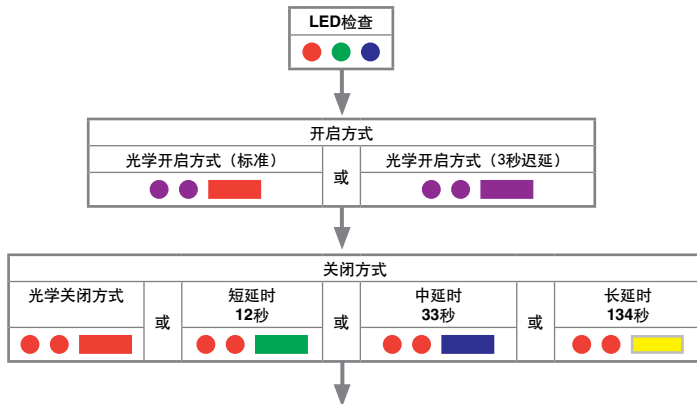 LED检查
开启方式
光学开启方式（标准）
或
光学开启方式（3秒迟延）
关闭方式
光学关闭方式
或
短延时
12秒
或
中延时
33秒
或
长延时
134秒